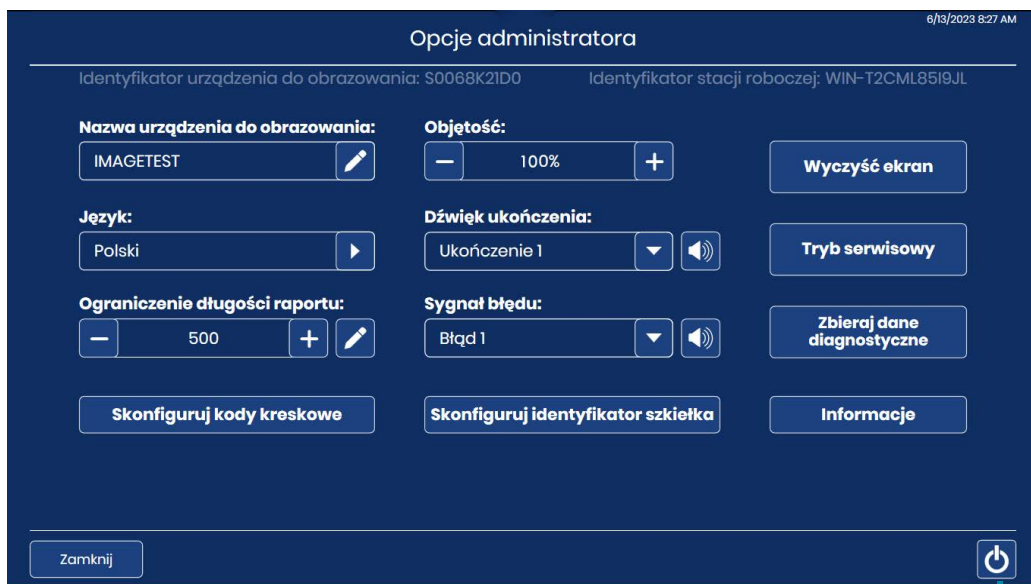 6/13/2023 8:27 AM
Opcje administratora
Identyfikator urządzenia do obrazowania: S0068K21D0
Identyfikator stacji roboczej: WIN-T2CML85I9JL
Nazwa urządzenia do obrazowania:
IMAGETEST
Objętość:
100%
Wyczyść ekran
Język:
Polski
Dźwięk ukończenia:
Ukończenie 1
Tryb serwisowy
Ograniczenie długości raportu:
500
Sygnał błędu:
Błąd 1
Zbieraj dane
diagnostyczne
Skonfiguruj kody kreskowe
Skonfiguruj identyfikator szkiełka
Informacje
Zamknij